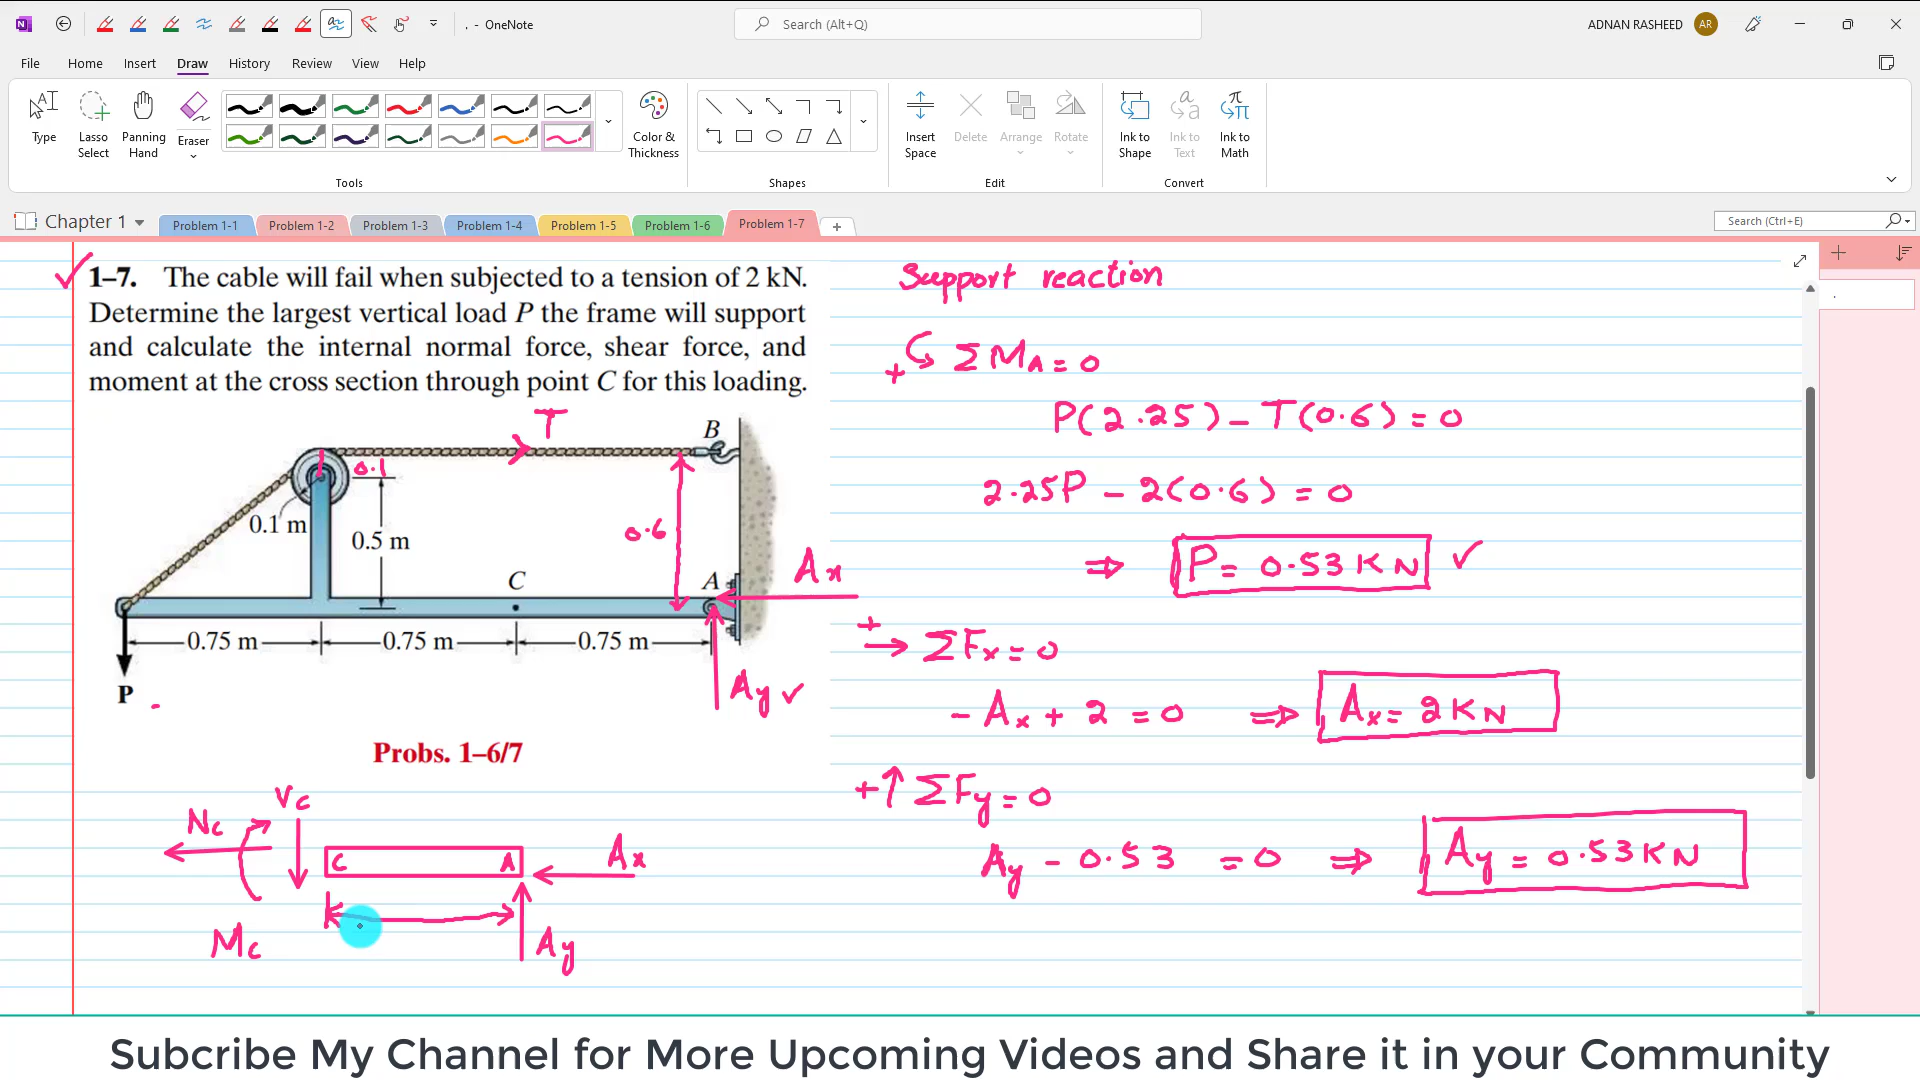 . - OneNote
Search (Alt+Q)
ADNAN RASHEED
AR
File Home Insert Draw History Review View Help
Type
Lasso Select
Panning Hand
Eraser
Color & Thickness
Insert Space
Delete
Arrange
Rotate
Ink to Shape
Ink to Text
Ink to Math
Tools
Shapes
Edit
Convert
Chapter 1
Problem 1-1
Problem 1-2
Problem 1-3
Problem 1-4
Problem 1-5
Problem 1-6
Problem 1-7
Search (Ctrl+E)
1–7. The cable will fail when subjected to a tension of 2 kN.
Determine the largest vertical load P the frame will support
and calculate the internal normal force, shear force, and
moment at the cross section through point C for this loading.
T
B
0.1
0.1 m
0.5 m
0.6
C
A
Ax
0.75 m
0.75 m
0.75 m
P
Ay ✓
Probs. 1–6/7
Vc
Nc
C
A
Ax
Mc
Ay
Support reaction
+ ΣMA = 0
P(2.25) - T(0.6) = 0
2.25P - 2(0.6) = 0
⇒ P = 0.53 KN ✓
+→ ΣFx = 0
- Ax + 2 = 0 ⇒ Ax = 2KN
+↑ ΣFy = 0
Ay - 0.53 = 0 ⇒ Ay = 0.53KN
Subcribe My Channel for More Upcoming Videos and Share it in your Community